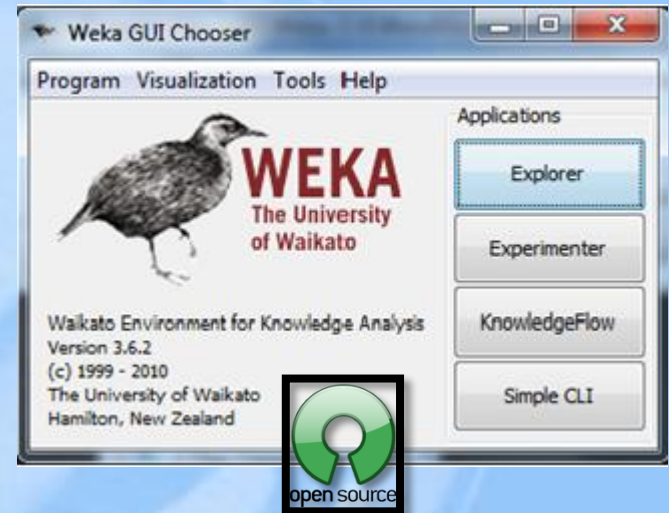 Weka GUI Chooser
Program Visualization Tools Help
WEKA
The University
of Waikato
Waikato Environment for Knowledge Analysis
Version 3.6.2
(c) 1999 - 2010
The University of Waikato
Hamilton, New Zealand
Applications
Explorer
Experimenter
KnowledgeFlow
Simple CLI
open source